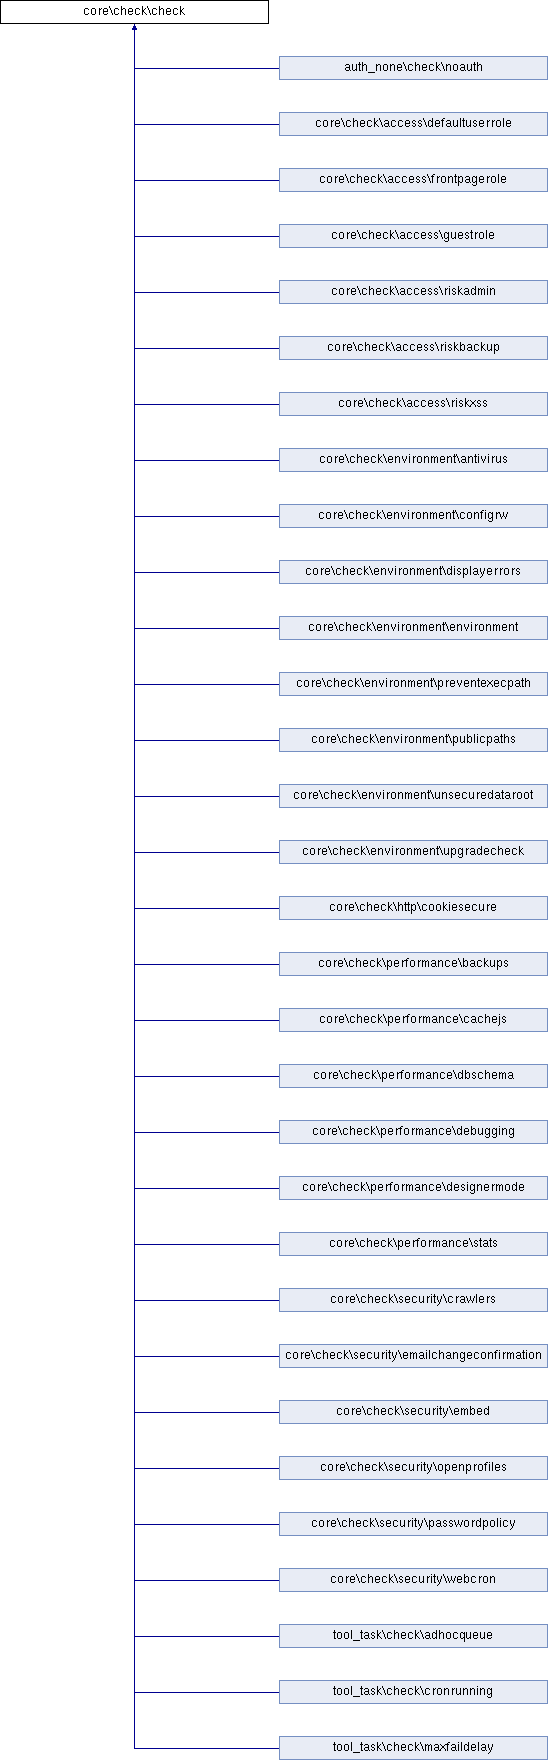 core\check\check
auth_none\check\noauth
core\check\access\defaultuserrole
core\check\access\frontpagerole
core\check\access\guestrole
core\check\access\riskadmin
core\check\access\riskbackup
core\check\access\riskxss
core\check\environment\antivirus
core\check\environment\configrw
core\check\environment\displayerrors
core\check\environment\environment
core\check\environment\preventexecpath
core\check\environment\publicpaths
core\check\environment\unsecuredataroot
core\check\environment\upgradecheck
core\check\http\cookiesecure
core\check\performance\backups
core\check\performance\cachejs
core\check\performance\dbschema
core\check\performance\debugging
core\check\performance\designermode
core\check\performance\stats
core\check\security\crawlers
core\check\security\emailchangeconfirmation
core\check\security\embed
core\check\security\openprofiles
core\check\security\passwordpolicy
core\check\security\webcron
tool_task\check\adhocqueue
tool_task\check\cronrunning
tool_task\check\maxfaildelay